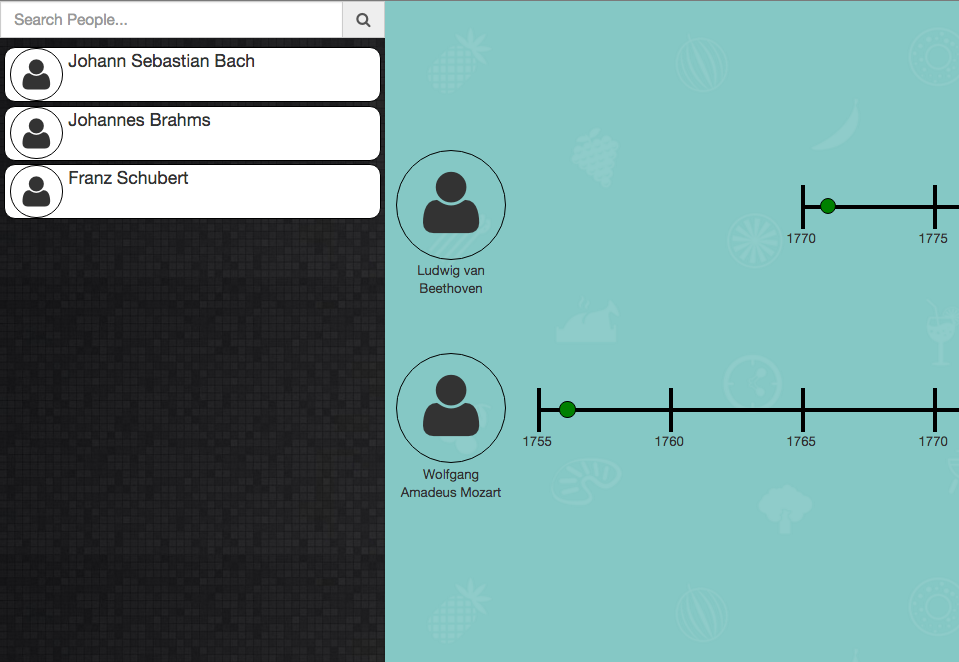 Search People...
Johann Sebastian Bach
Johannes Brahms
Franz Schubert
Ludwig van
Beethoven
1770 1775
Wolfgang
Amadeus Mozart
1755 1760 1765 1770